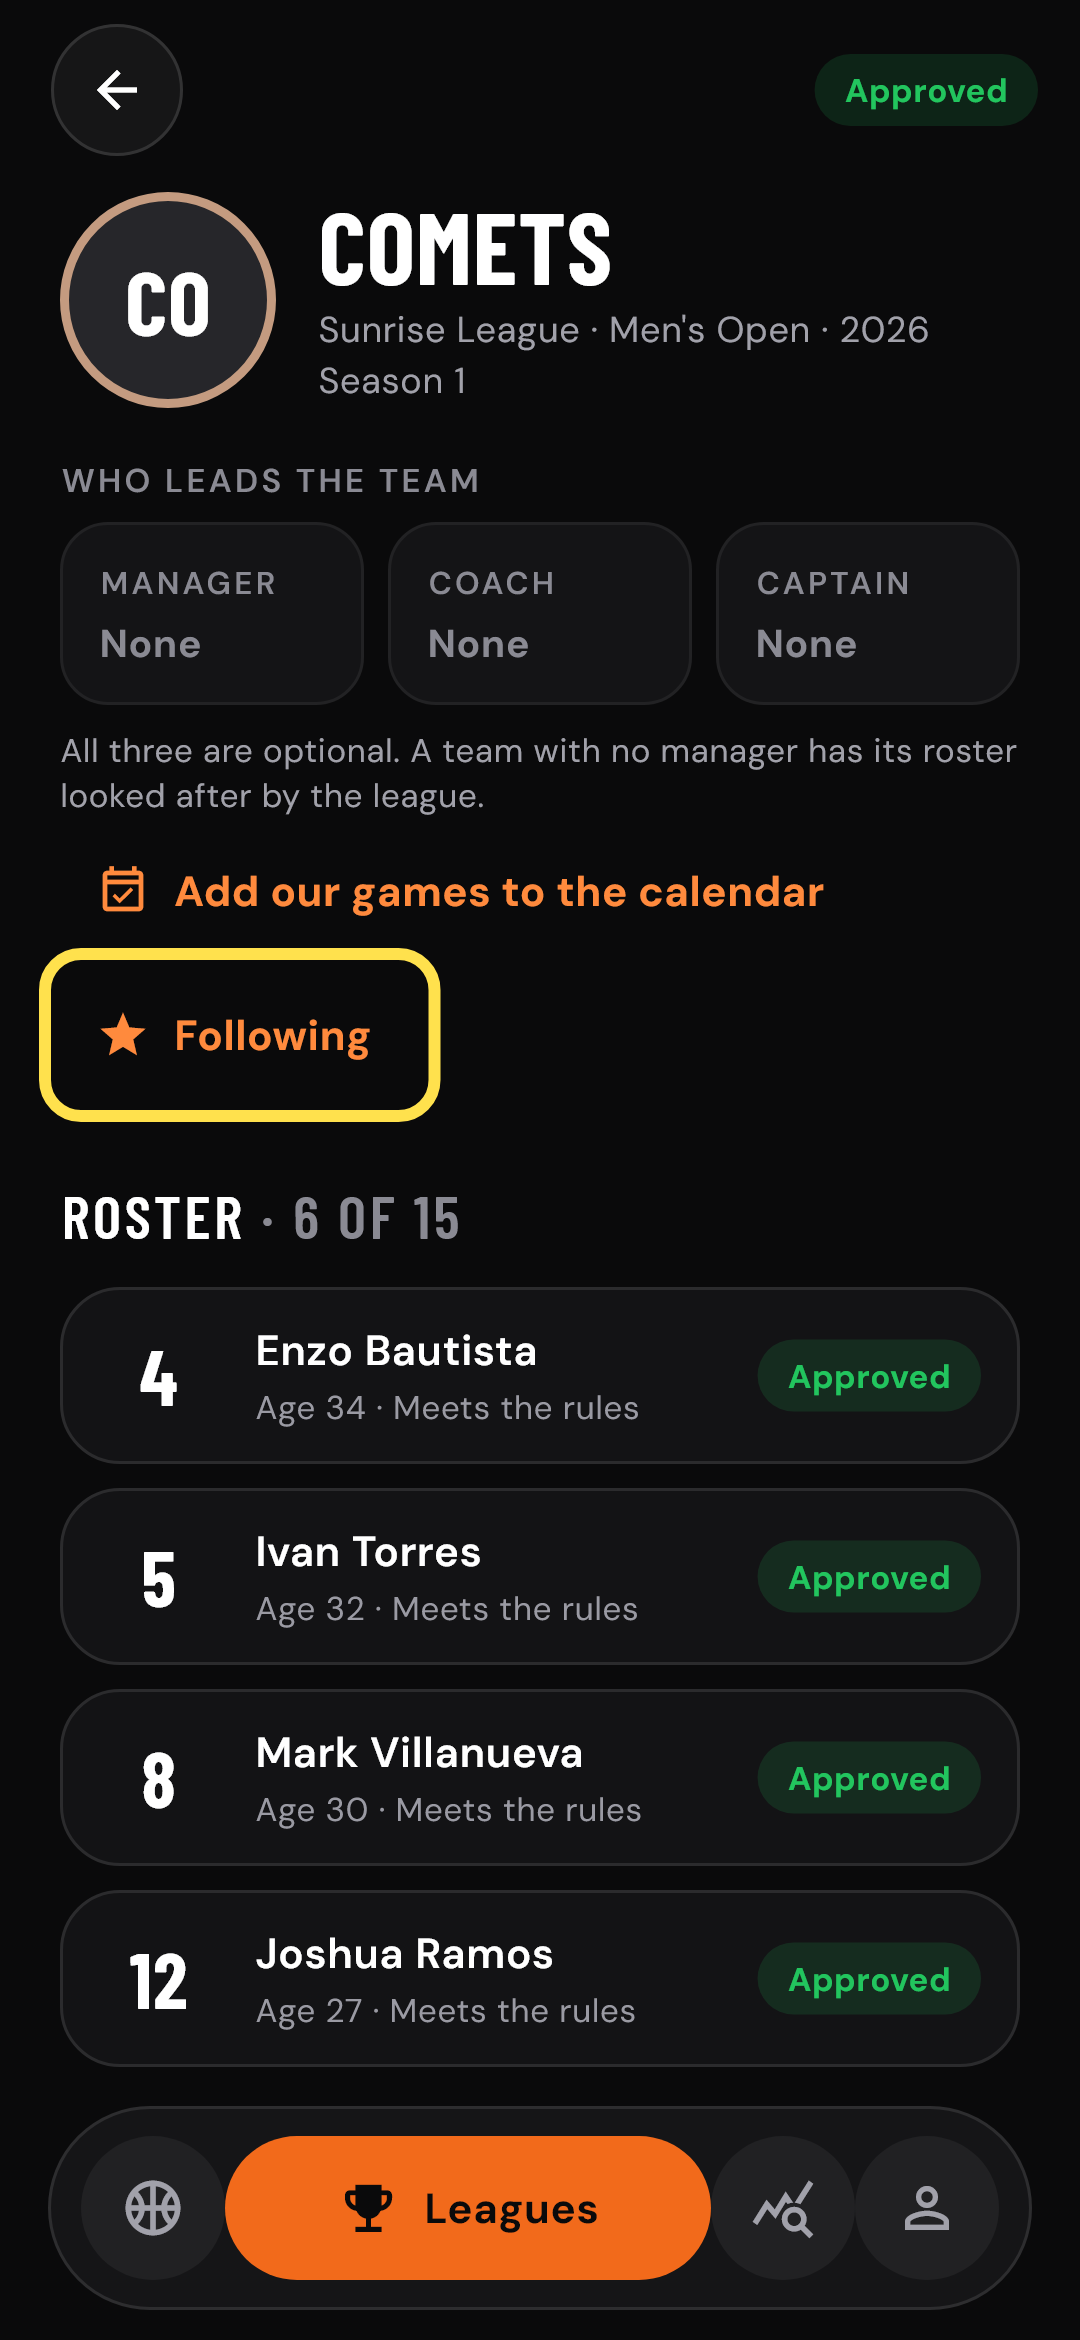 Approved
CO
COMETS
Sunrise League · Men's Open · 2026
Season 1
WHO LEADS THE TEAM
MANAGER
None
COACH
None
CAPTAIN
None
All three are optional. A team with no manager has its roster
looked after by the league.
Add our games to the calendar
Following
ROSTER · 6 OF 15
4
Enzo Bautista
Age 34 · Meets the rules
Approved
5
Ivan Torres
Age 32 · Meets the rules
Approved
8
Mark Villanueva
Age 30 · Meets the rules
Approved
12
Joshua Ramos
Age 27 · Meets the rules
Approved
Leagues